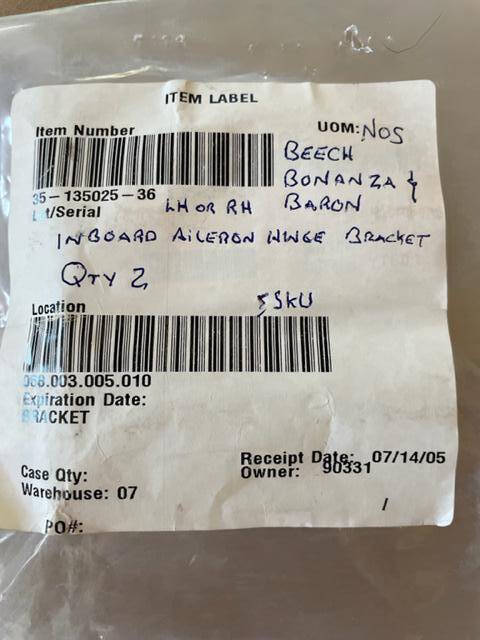 ITEM LABEL
Item Number
UOM: NOS
BEECH
BONANZA &
35-135025-36
LH OR RH BARON
Lot/Serial
INBOARD AILERON HINGE BRACKET
QTY 2
SKU
Location
068.003.005.010
Expiration Date:
BRACKET
Receipt Date: 07/14/05
Owner: 90331
Case Qty:
Warehouse: 07
PO#: